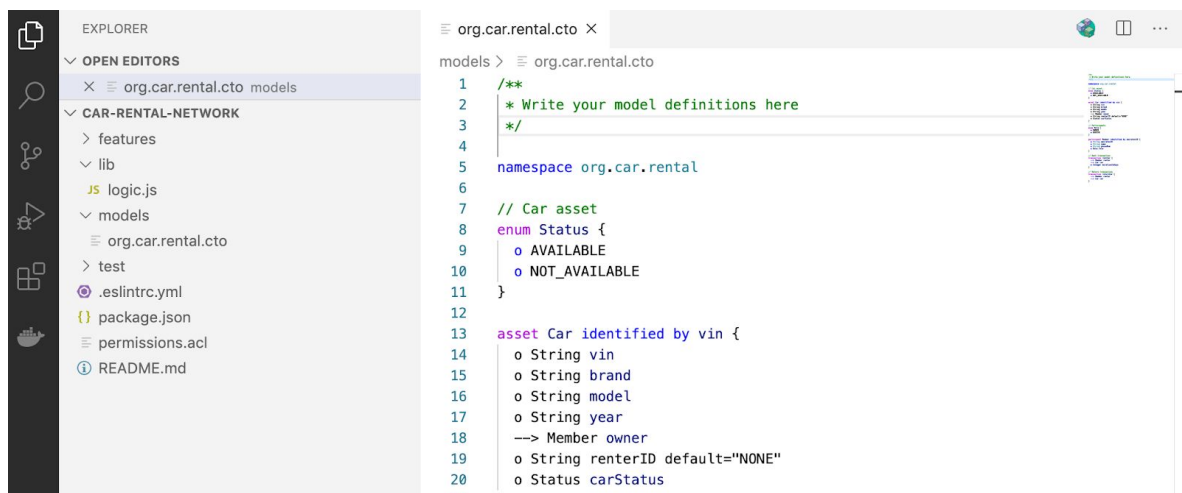 EXPLORER
OPEN EDITORS
org.car.rental.cto models
CAR-RENTAL-NETWORK
features
lib
JS logic.js
models
org.car.rental.cto
test
.eslintrc.yml
{} package.json
permissions.acl
README.md
org.car.rental.cto
models > org.car.rental.cto
1 /**
2 * Write your model definitions here
3 */
4
5 namespace org.car.rental
6
7 // Car asset
8 enum Status {
9 o AVAILABLE
10 o NOT_AVAILABLE
11 }
12
13 asset Car identified by vin {
14 o String vin
15 o String brand
16 o String model
17 o String year
18 --> Member owner
19 o String renterID default="NONE"
20 o Status carStatus